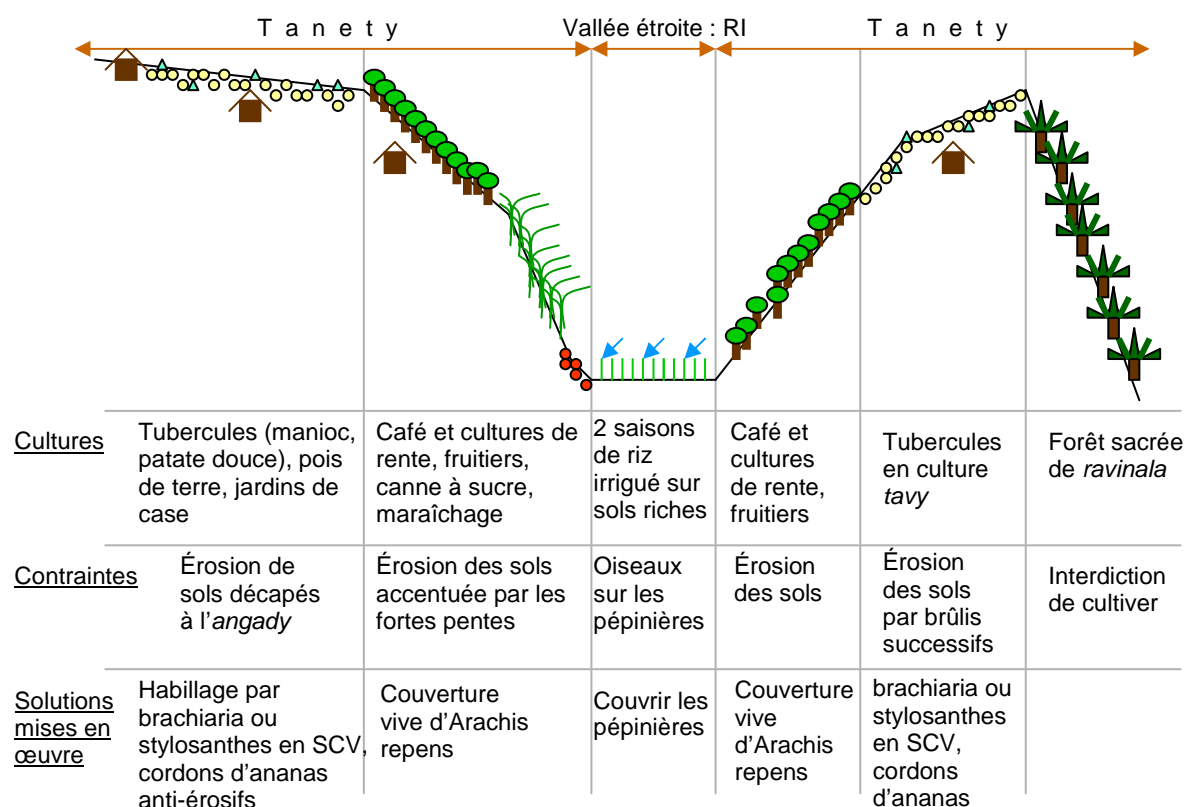 T a n e t y
Vallée étroite : RI
T a n e t y
Cultures
Tubercules (manioc,
patate douce), pois
de terre, jardins de
case
Café et cultures de
rente, fruitiers,
canne à sucre,
maraîchage
2 saisons
de riz
irrigué sur
sols riches
Café et
cultures
de rente,
fruitiers
Tubercules
en culture
tavy
Forêt sacrée
de ravinala
Contraintes
Érosion de
sols décapés
à l'angady
Érosion des sols
accentuée par les
fortes pentes
Oiseaux
sur les
pépinières
Érosion
des sols
Érosion
des sols
par brûlis
successifs
Interdiction
de cultiver
Solutions
mises en
œuvre
Habillage par
brachiaria ou
stylosanthes en SCV,
cordons d'ananas
anti-érosifs
Couverture
vive d'Arachis
repens
Couvrir les
pépinières
Couverture
vive
d'Arachis
repens
brachiaria ou
stylosanthes
en SCV,
cordons
d'ananas